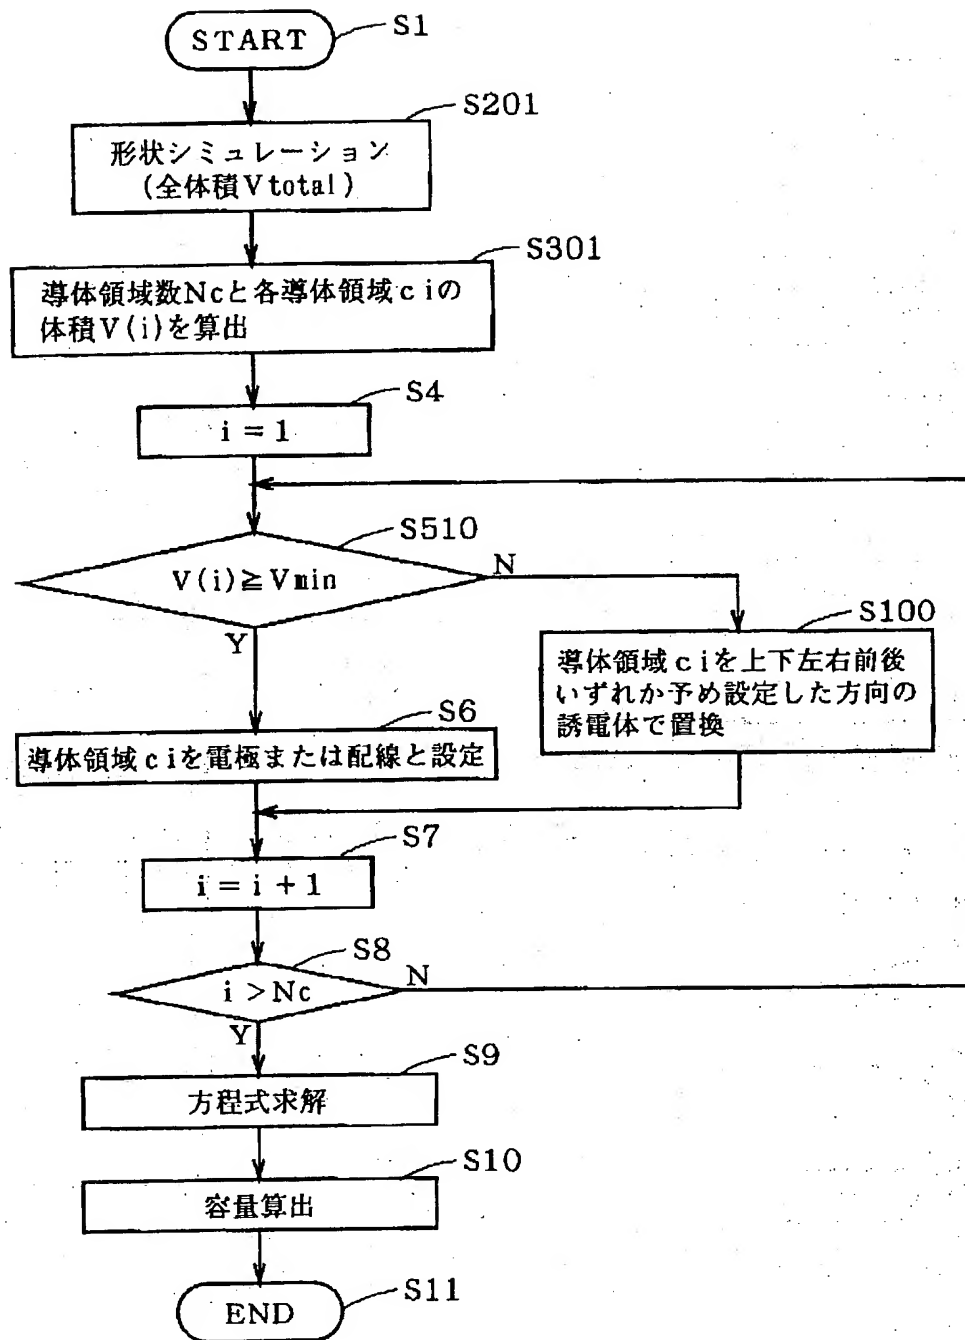 START
S1
S201
形状シミュレーション
(全体積Vtotal)
S301
導体領域数Ncと各導体領域ciの
体積V(i)を算出
S4
i=1
S510
V(i)≧Vmin
N
Y
S100
導体領域ciを上下左右前後
いずれか予め設定した方向の
誘電体で置換
S6
導体領域ciを電極または配線と設定
S7
i=i+1
S8
i>Nc
N
Y
S9
方程式求解
S10
容量算出
END
S11